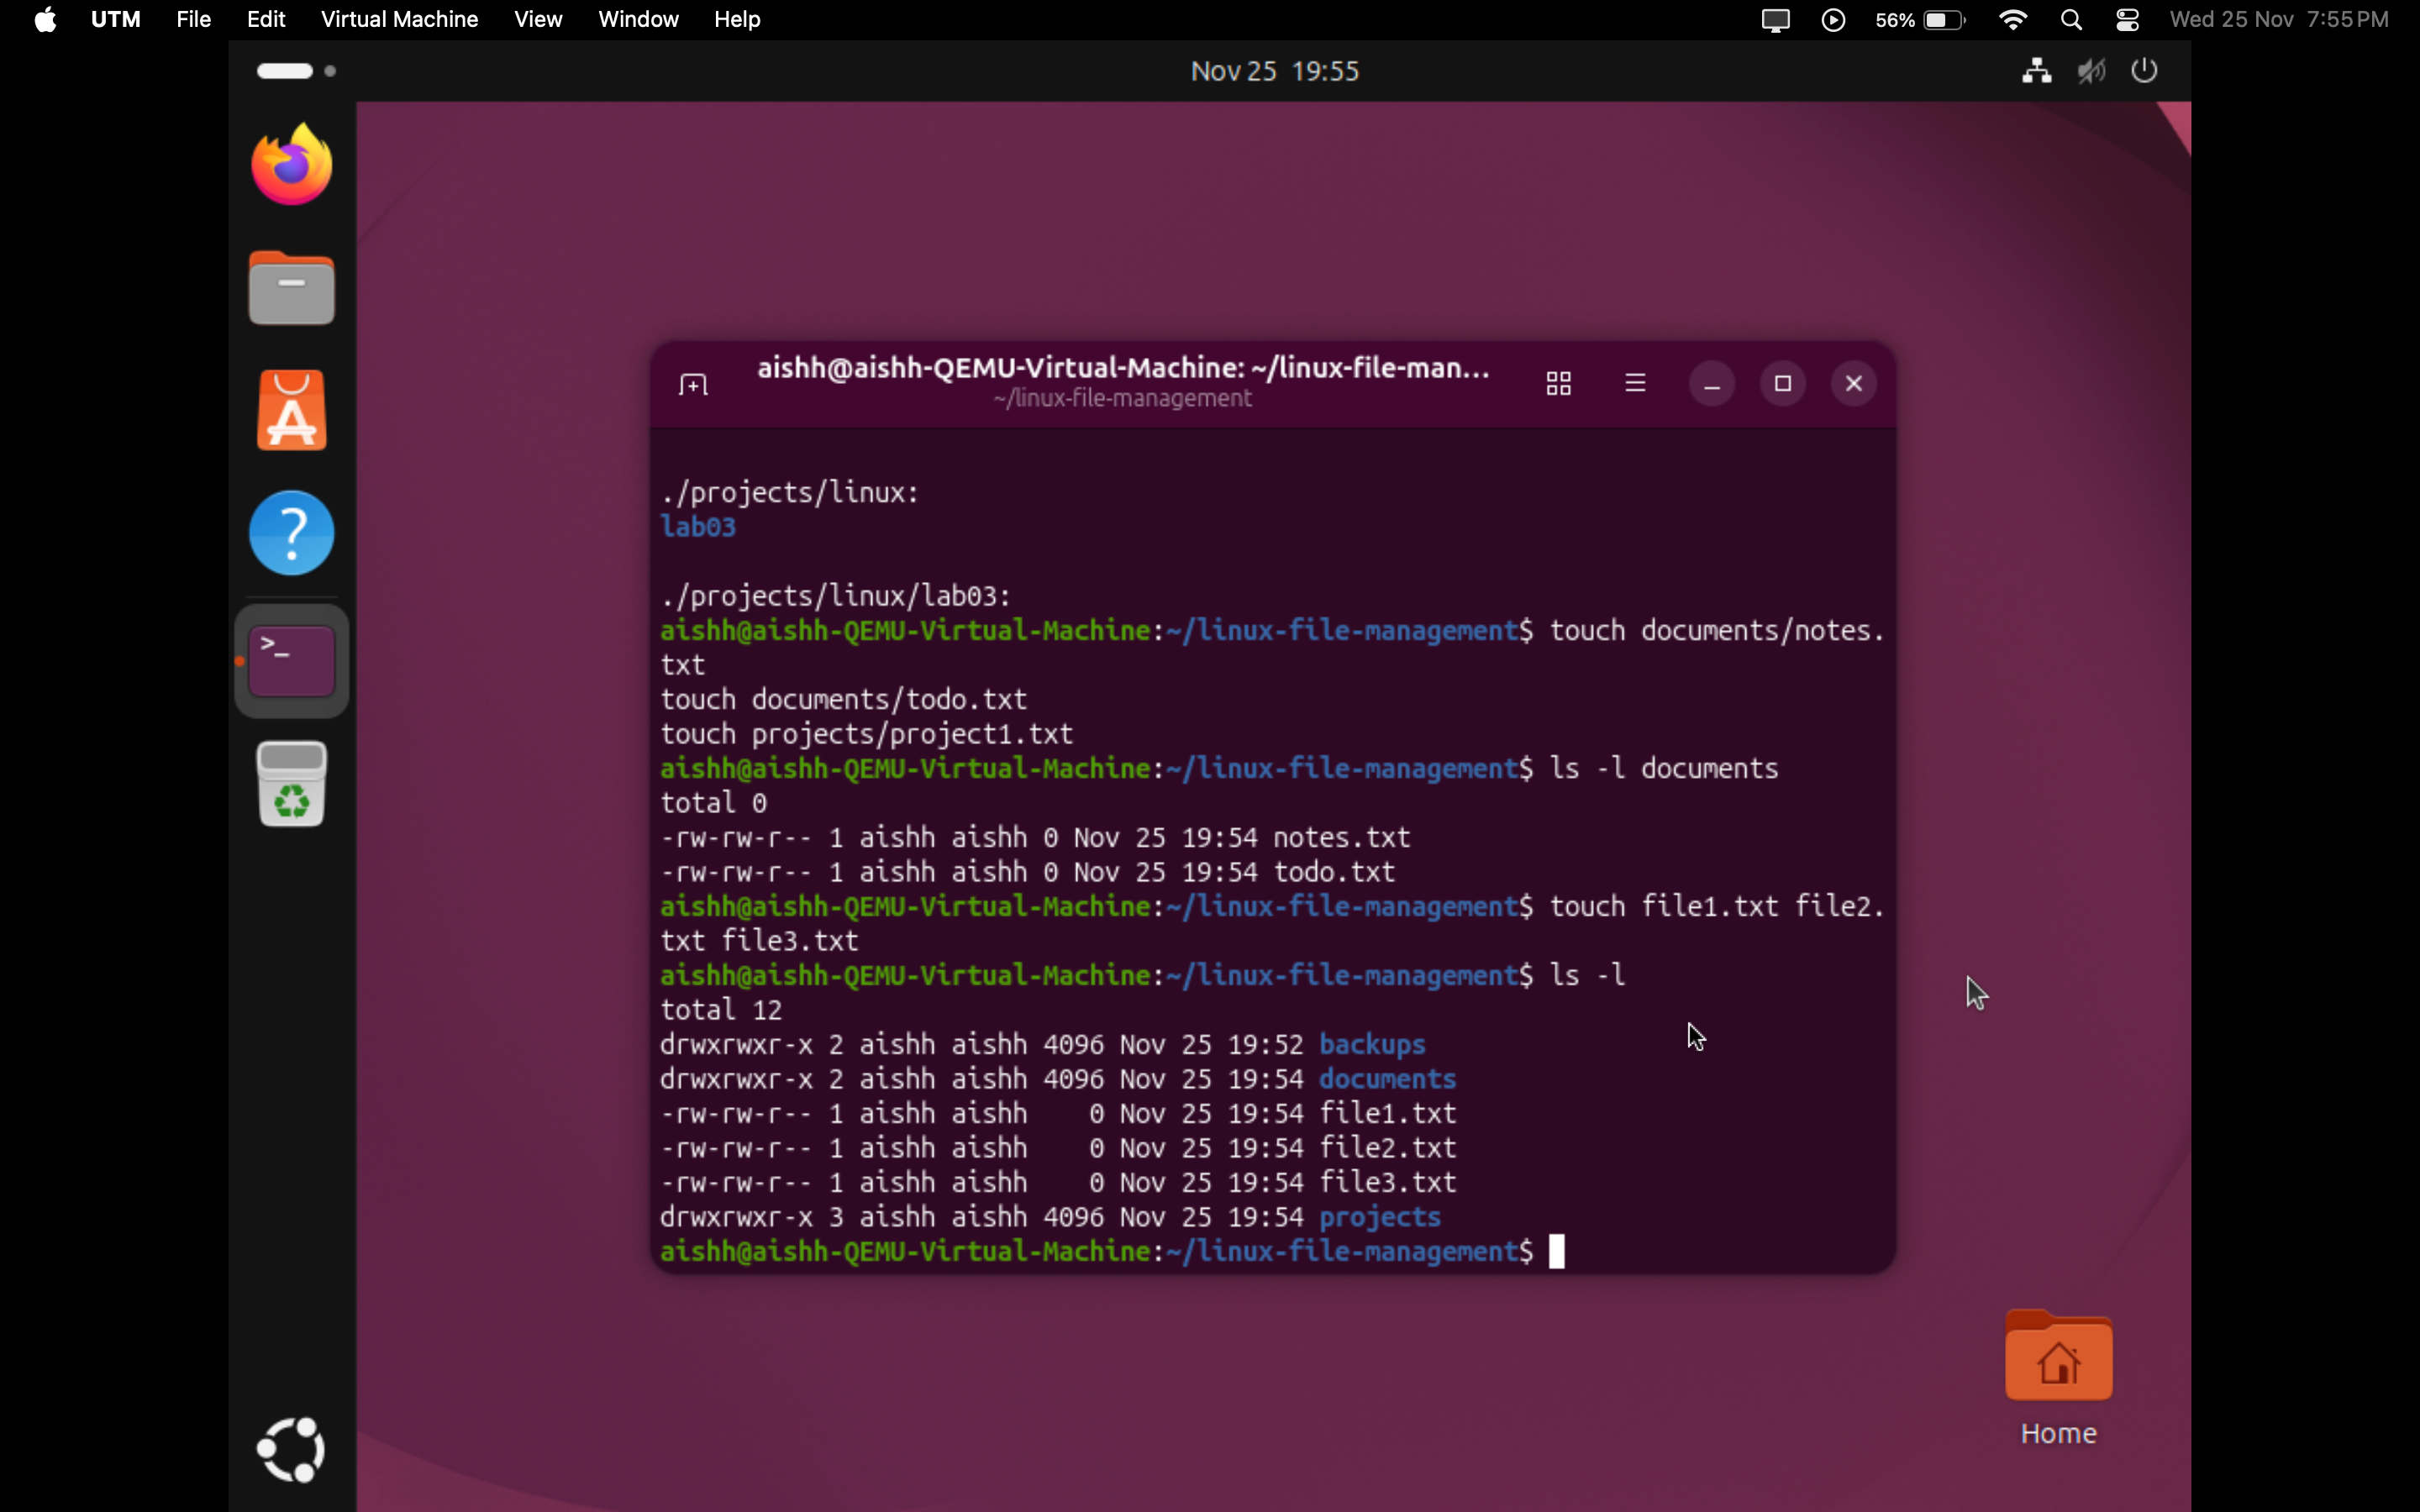 UTM File Edit Virtual Machine View Window Help 56% Wed 25 Nov 7:55 PM
Nov 25 19:55
aishh@aishh-QEMU-Virtual-Machine: ~/linux-file-man...
~/linux-file-management
./projects/linux:
lab03
./projects/linux/lab03:
aishh@aishh-QEMU-Virtual-Machine:~/linux-file-management$ touch documents/notes.
txt
touch documents/todo.txt
touch projects/project1.txt
aishh@aishh-QEMU-Virtual-Machine:~/linux-file-management$ ls -l documents
total 0
-rw-rw-r-- 1 aishh aishh 0 Nov 25 19:54 notes.txt
-rw-rw-r-- 1 aishh aishh 0 Nov 25 19:54 todo.txt
aishh@aishh-QEMU-Virtual-Machine:~/linux-file-management$ touch file1.txt file2.
txt file3.txt
aishh@aishh-QEMU-Virtual-Machine:~/linux-file-management$ ls -l
total 12
drwxrwxr-x 2 aishh aishh 4096 Nov 25 19:52 backups
drwxrwxr-x 2 aishh aishh 4096 Nov 25 19:54 documents
-rw-rw-r-- 1 aishh aishh    0 Nov 25 19:54 file1.txt
-rw-rw-r-- 1 aishh aishh    0 Nov 25 19:54 file2.txt
-rw-rw-r-- 1 aishh aishh    0 Nov 25 19:54 file3.txt
drwxrwxr-x 3 aishh aishh 4096 Nov 25 19:54 projects
aishh@aishh-QEMU-Virtual-Machine:~/linux-file-management$
Home